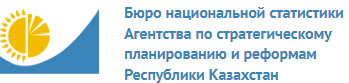 Бюро национальной статистики
Агентства по стратегическому
планированию и реформам
Республики Казахстан